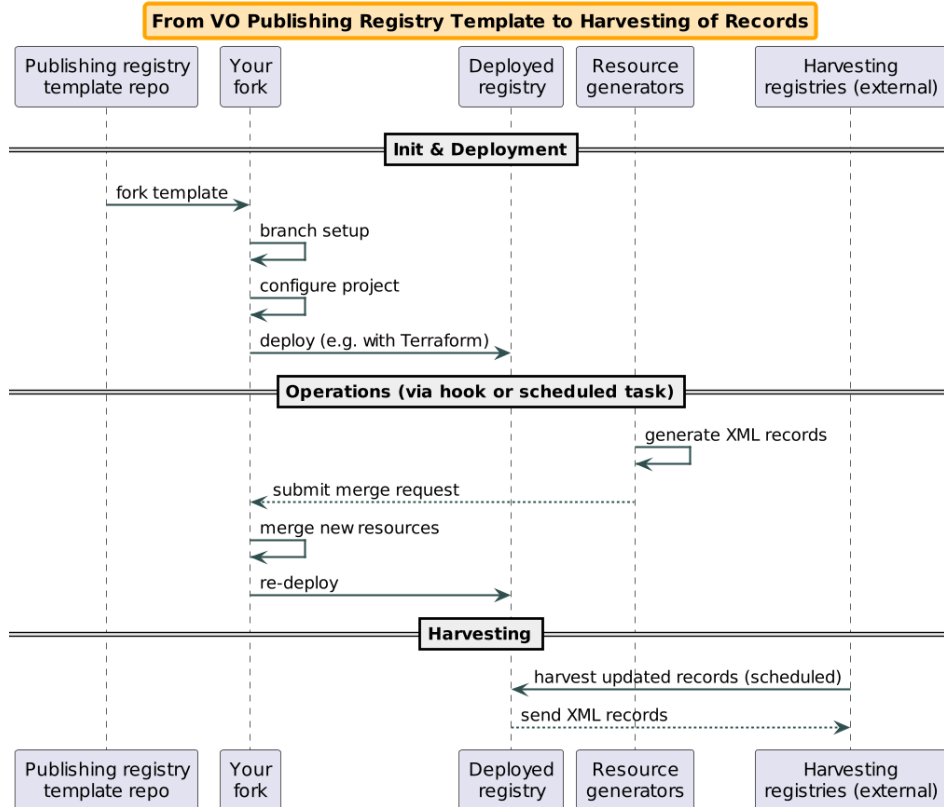 From VO Publishing Registry Template to Harvesting of Records
Publishing registry
template repo
Your
fork
Deployed
registry
Resource
generators
Harvesting
registries (external)
Init & Deployment
fork template
branch setup
configure project
deploy (e.g. with Terraform)
Operations (via hook or scheduled task)
generate XML records
submit merge request
merge new resources
re-deploy
Harvesting
harvest updated records (scheduled)
send XML records
Publishing registry
template repo
Your
fork
Deployed
registry
Resource
generators
Harvesting
registries (external)